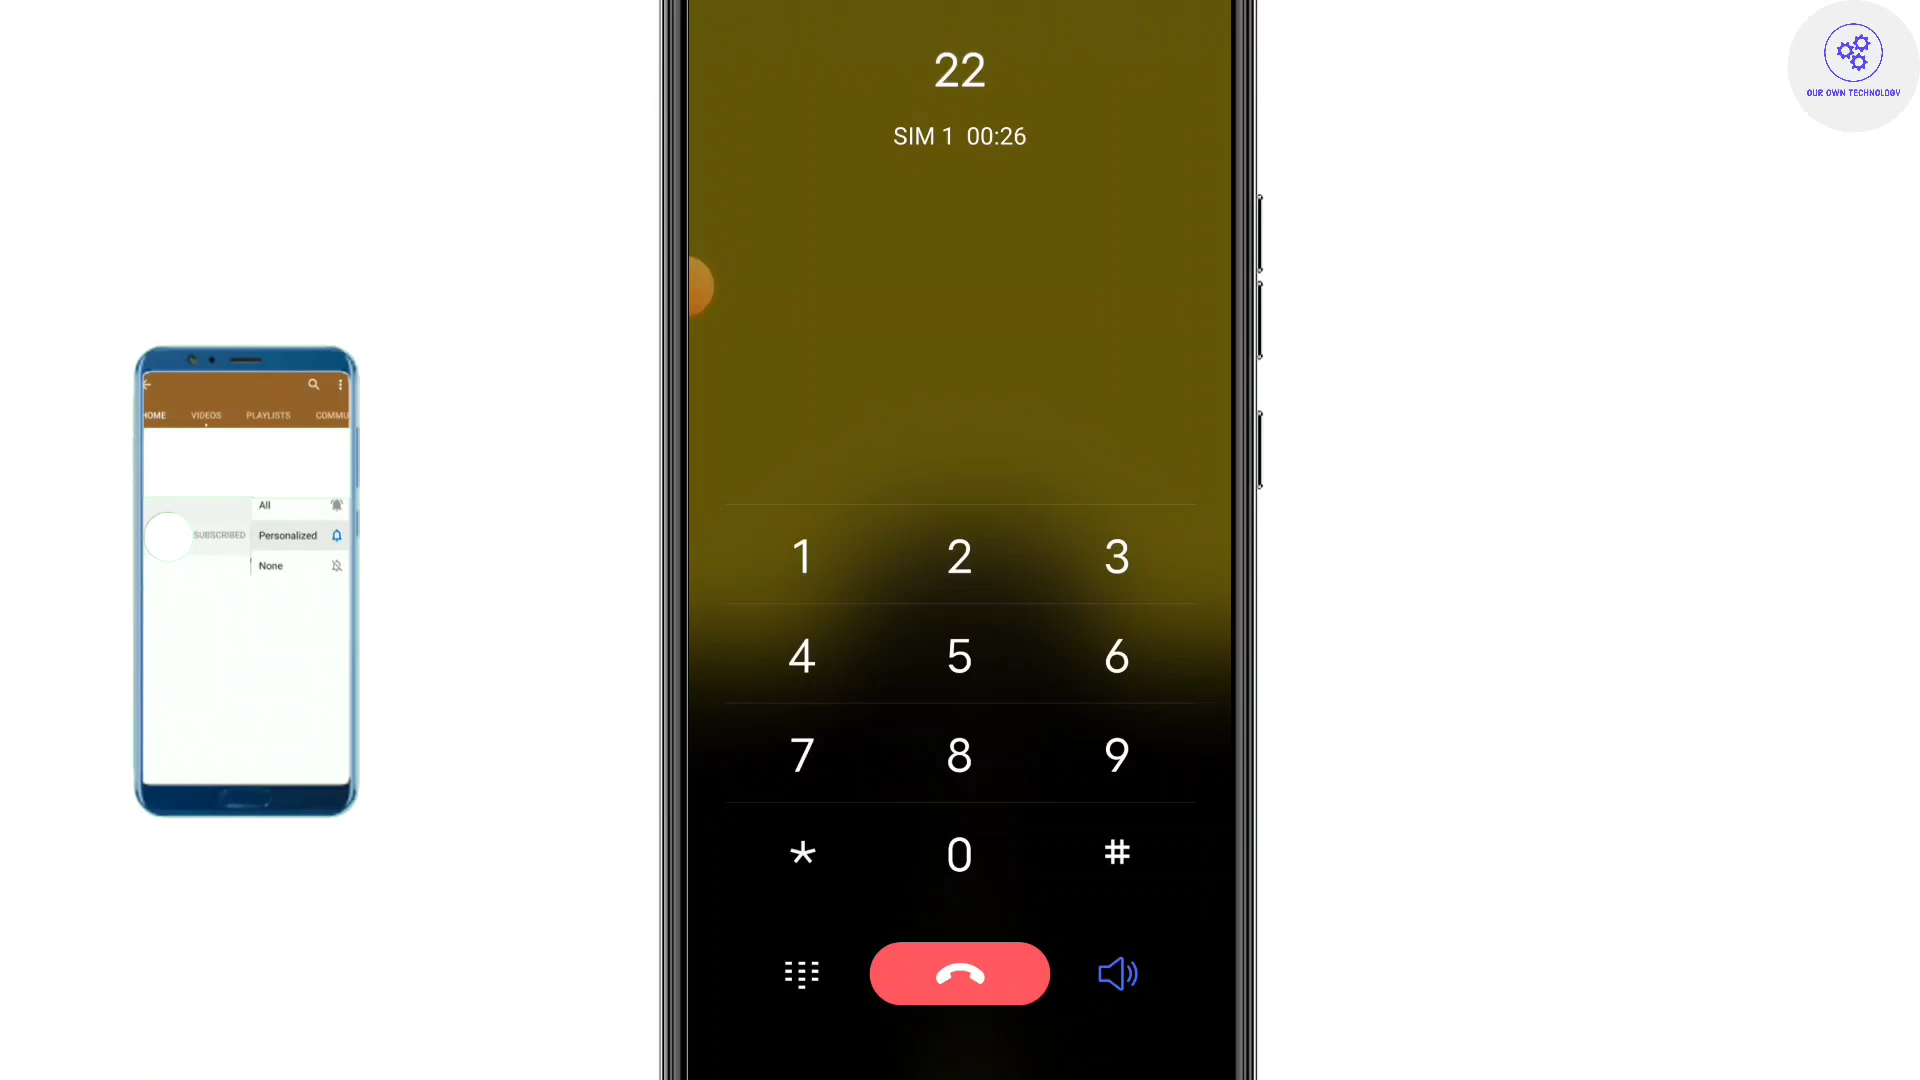 22
SIM 1 00:26
OUR OWN TECHNOLOGY
HOME VIDEOS PLAYLISTS COMMU
All
SUBSCRIBED Personalized
None
1 2 3
4 5 6
7 8 9
* 0 #